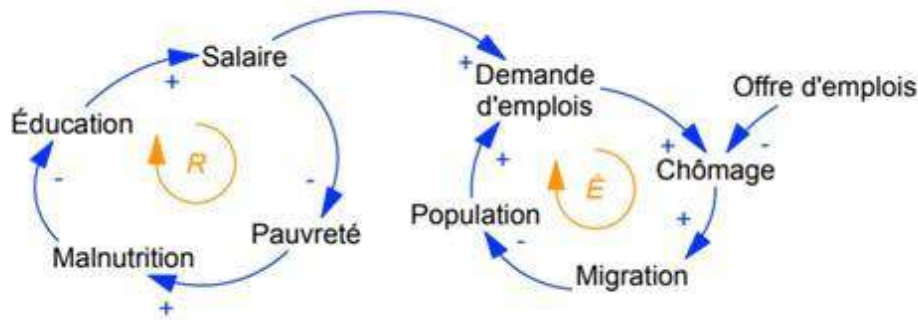 Salaire
+
+
Demande
d'emplois
Offre d'emplois
Éducation
+
-
Chômage
R
-
-
+
É
Population
+
Pauvreté
-
Malnutrition
Migration
+